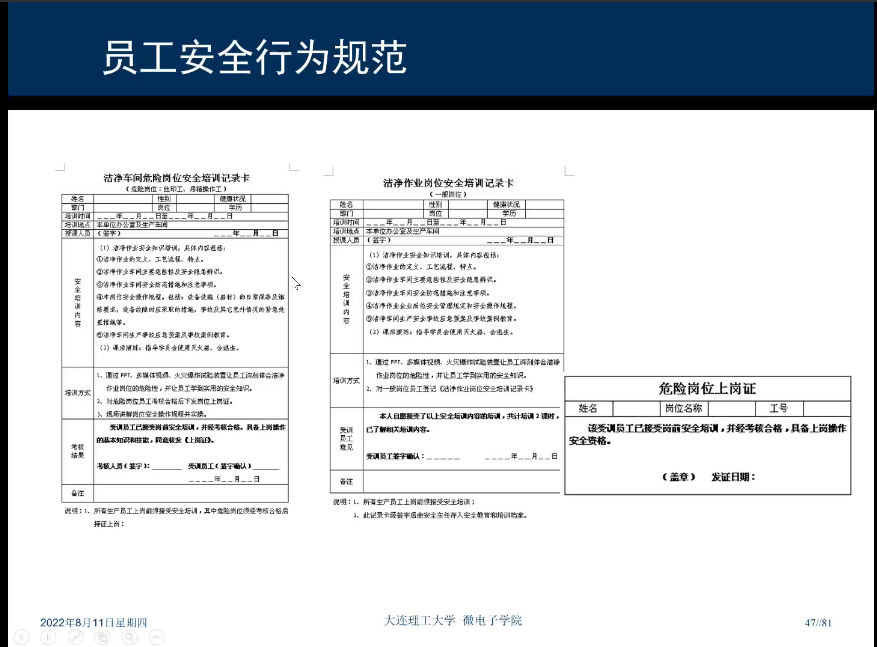 员工安全行为规范
洁净车间危险岗位安全培训记录卡
（危险岗位：丝印工、烤箱操作工）
姓名 性别 健康状况
部门 岗位 学历
培训时间 ___年__月__日至___年__月__日
培训地点 本单位办公室及生产车间
授课人员 （签字） ___年__月__日
安全培训内容
（1）洁净作业安全知识培训，具体内容包括：
①洁净作业的定义、工艺流程、特点。
②洁净作业车间主要危险核及安全隐患辨识。
③洁净作业车间安全防范措施和注意事项。
④本岗位安全操作规程。包括：设备设施（器材）的日常保养及维
修要求，设备故障时应采取的措施，事故及其它意外情况的紧急处
置措施等。
⑤洁净车间生产事故应急预案及事故案例教育。
（2）课余演练：指导学员会使用灭火器、会逃生。
培训方式
1、通过 PPT、多媒体视频、火灾爆炸试验装置让员工深刻体会洁净
作业岗位的危险性，并让员工学到实用的安全知识。
2、对危险岗位员工考核合格后下发岗位上岗证。
3、现场讲解岗位安全操作规程并实操。
考核结果
受训员工已接受岗前安全培训，并经考核合格。具备上岗操作
的基本知识和技能，同意核发《上岗证》。
考核人员（签字）：______ 受训员工（签字确认）______
____年__月__日
备注
说明：1、所有生产员工上岗前须接受安全培训，其中危险岗位须经考核合格后
持证上岗；
洁净作业岗位安全培训记录卡
（一般岗位）
姓名 性别 健康状况
部门 岗位 学历
培训时间 ___年__月__日至___年__月__日
培训地点 本单位办公室及生产车间
授课人员 （签字） ___年__月__日
安全培训内容
（1）洁净作业安全知识培训，具体内容包括：
①洁净作业的定义、工艺流程、特点。
②洁净作业车间主要危险核及安全隐患辨识。
③洁净作业车间安全防范措施和注意事项。
④洁净作业企业岗位安全管理规定和安全操作规程。
⑤洁净车间生产安全事故应急预案及事故案例教育。
（2）课余演练：指导学员会使用灭火器、会逃生。
培训方式
1、通过 PPT、多媒体视频、火灾爆炸试验装置让员工深刻体会洁净
作业岗位的危险性，并让员工学到实用的安全知识。
2、对一般岗位员工登记《洁净作业岗位安全培训记录卡》
受训员工意见
本人自愿接受了以上安全培训内容的培训，共计培训 2 课时，
已了解相关培训内容。
受训员工签字确认：_____ ____年__月__日
备注
说明：1、所有生产员工上岗前须接受安全培训；
2、此记录卡经签字后由安全主任存入安全教育和培训档案。
危险岗位上岗证
姓名 岗位名称 工号
该受训员工已接受岗前安全培训，并经考核合格，具备上岗操作
安全资格。
（盖章） 发证日期：
2022年8月11日星期四
大连理工大学 微电子学院
47//81